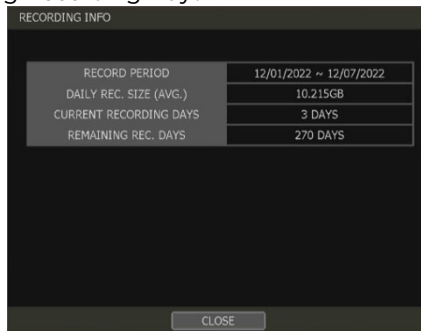 RECORDING INFO
RECORD PERIOD 12/01/2022 ~ 12/07/2022
DAILY REC. SIZE (AVG.) 10.215GB
CURRENT RECORDING DAYS 3 DAYS
REMAINING REC. DAYS 270 DAYS
CLOSE